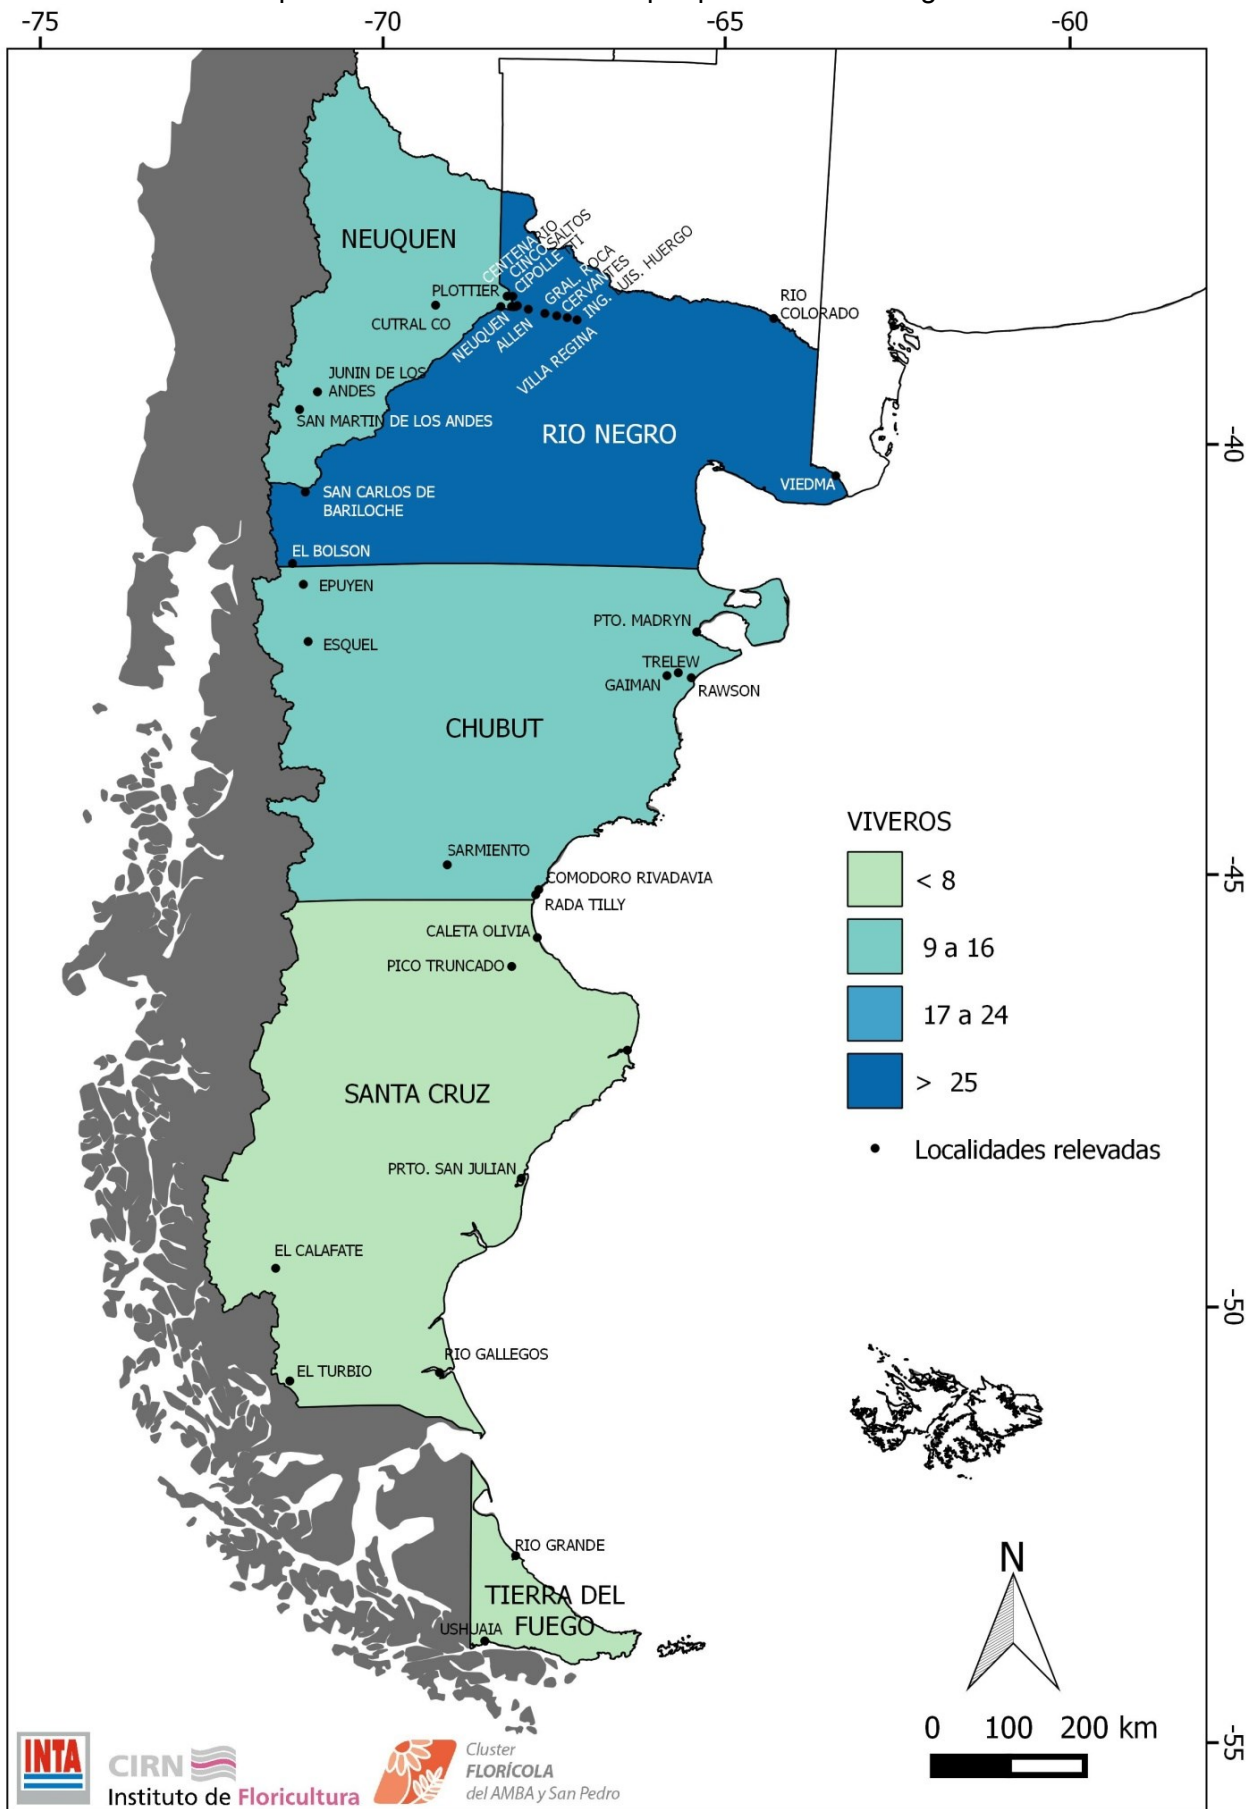 -75
-70
-65
-60
NEUQUEN
CENTENARIO
CINCO SALTOS
CIPOLLE TTI
GRAL. ROCA
CERVANTES
ING. LUIS. HUERGO
PLOTTIER
CUTRAL CO
NEUQUEN
ALLEN
VILLA REGINA
RIO
COLORADO
JUNIN DE LOS
ANDES
SAN MARTIN DE LOS ANDES
RIO NEGRO
-40
SAN CARLOS DE
BARILOCHE
VIEDMA
EL BOLSON
EPUYEN
PTO. MADRYN
ESQUEL
TRELEW
GAIMAN
RAWSON
CHUBUT
SARMIENTO
COMODORO RIVADAVIA
RADA TILLY
CALETA OLIVIA
PICO TRUNCADO
VIVEROS
< 8
9 a 16
17 a 24
> 25
Localidades relevadas
-45
SANTA CRUZ
PRTO. SAN JULIAN
EL CALAFATE
-50
RIO GALLEGOS
EL TURBIO
RIO GRANDE
TIERRA DEL
FUEGO
USHUAIA
N
0 100 200 km
-55
INTA
CIRN
Instituto de Floricultura
Cluster
FLORÍCOLA
del AMBA y San Pedro